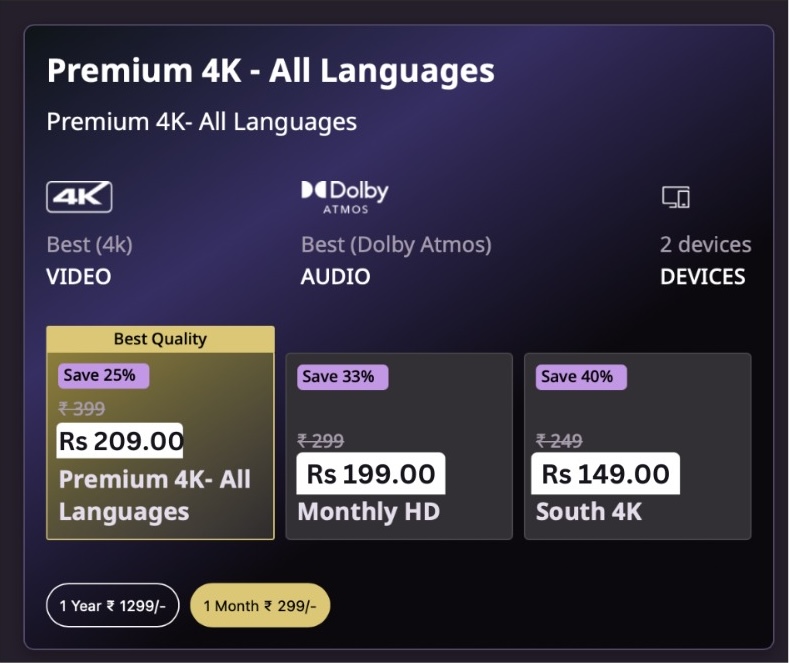 Premium 4K - All Languages
Premium 4K- All Languages
4K
Dolby
ATMOS
Best (4k)
Best (Dolby Atmos)
2 devices
VIDEO
AUDIO
DEVICES
Best Quality
Save 25%
₹ 399
Rs 209.00
Premium 4K- All
Languages
Save 33%
₹ 299
Rs 199.00
Monthly HD
Save 40%
₹ 249
Rs 149.00
South 4K
1 Year ₹ 1299/-
1 Month ₹ 299/-